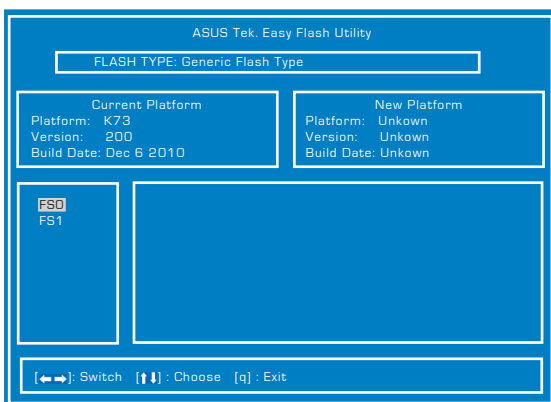 ASUS Tek. Easy Flash Utility
FLASH TYPE: Generic Flash Type
Current Platform
Platform: K73
Version: 200
Build Date: Dec 6 2010
New Platform
Platform: Unkown
Version: Unkown
Build Date: Unkown
FS0
FS1
[←→]: Switch [↑↓] : Choose [q] : Exit